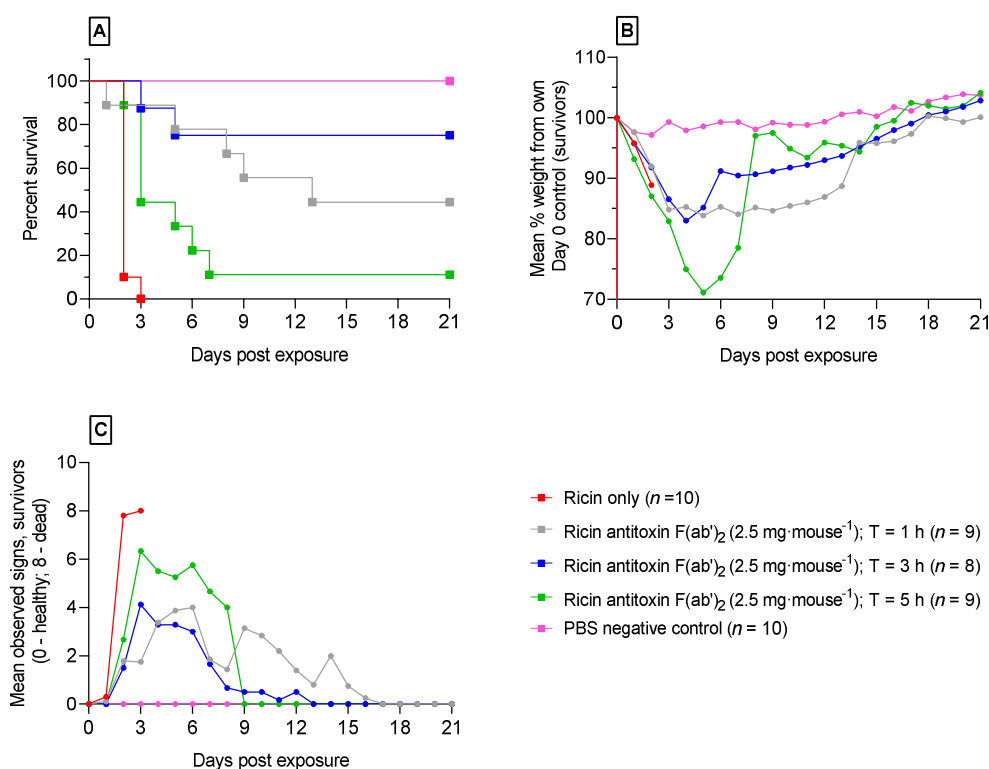 A
Percent survival
100
80
60
40
20
0
0 3 6 9 12 15 18 21
Days post exposure
B
Mean % weight from own
Day 0 control (survivors)
110
100
90
80
70
0 3 6 9 12 15 18 21
Days post exposure
C
Mean observed signs, survivors
(0 - healthy; 8 - dead)
10
8
6
4
2
0
0 3 6 9 12 15 18 21
Days post exposure
Ricin only (n =10)
Ricin antitoxin F(ab')₂ (2.5 mg·mouse⁻¹); T = 1 h (n = 9)
Ricin antitoxin F(ab')₂ (2.5 mg·mouse⁻¹); T = 3 h (n = 8)
Ricin antitoxin F(ab')₂ (2.5 mg·mouse⁻¹); T = 5 h (n = 9)
PBS negative control (n = 10)